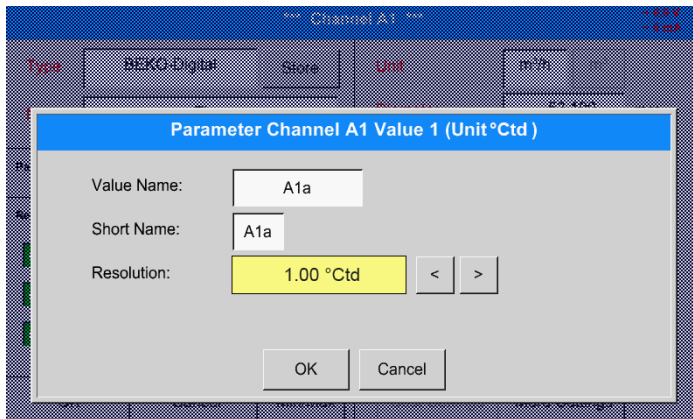 *** Channel A1 ***
Type BEKO-Digital Store Unit m³/h m³
Parameter Channel A1 Value 1 (Unit °Ctd )
Value Name: A1a
Short Name: A1a
Resolution: 1.00 °Ctd < >
OK Cancel